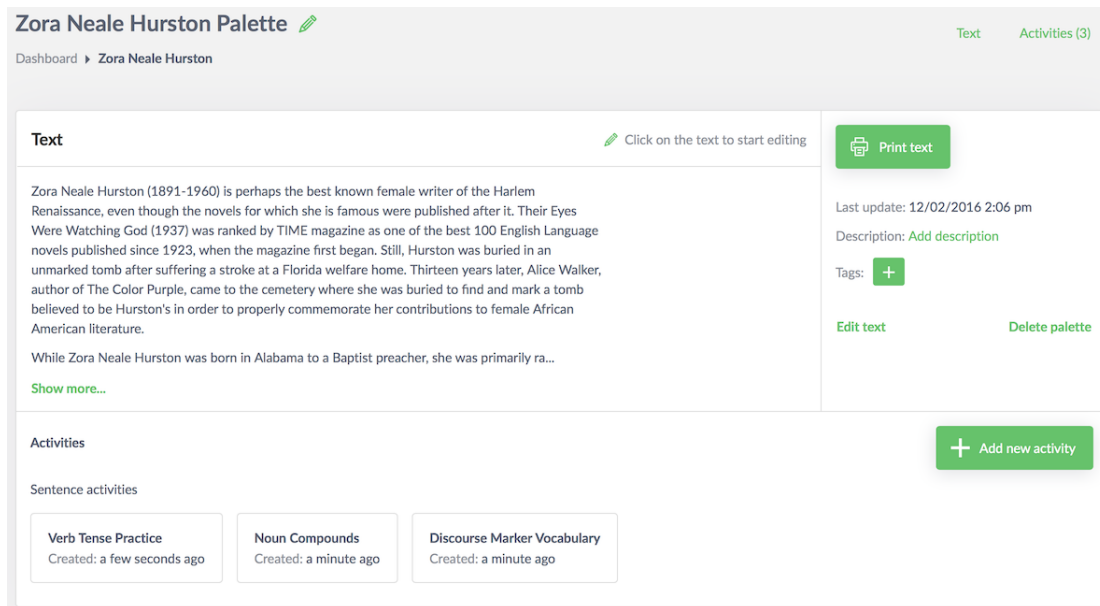 Zora Neale Hurston Palette
Text Activities (3)
Dashboard Zora Neale Hurston
Text
Click on the text to start editing
Zora Neale Hurston (1891-1960) is perhaps the best known female writer of the Harlem
Renaissance, even though the novels for which she is famous were published after it. Their Eyes
Were Watching God (1937) was ranked by TIME magazine as one of the best 100 English Language
novels published since 1923, when the magazine first began. Still, Hurston was buried in an
unmarked tomb after suffering a stroke at a Florida welfare home. Thirteen years later, Alice Walker,
author of The Color Purple, came to the cemetery where she was buried to find and mark a tomb
believed to be Hurston's in order to properly commemorate her contributions to female African
American literature.
While Zora Neale Hurston was born in Alabama to a Baptist preacher, she was primarily ra...
Show more...
Print text
Last update: 12/02/2016 2:06 pm
Description: Add description
Tags: +
Edit text Delete palette
Activities
+ Add new activity
Sentence activities
Verb Tense Practice
Created: a few seconds ago
Noun Compounds
Created: a minute ago
Discourse Marker Vocabulary
Created: a minute ago